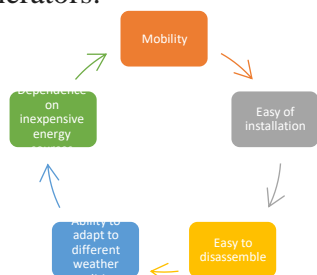 nerators.
Mobility
Easy of
installation
Easy to
disassemble
Ability to
adapt to
different
weather
Dependence
on
inexpensive
energy